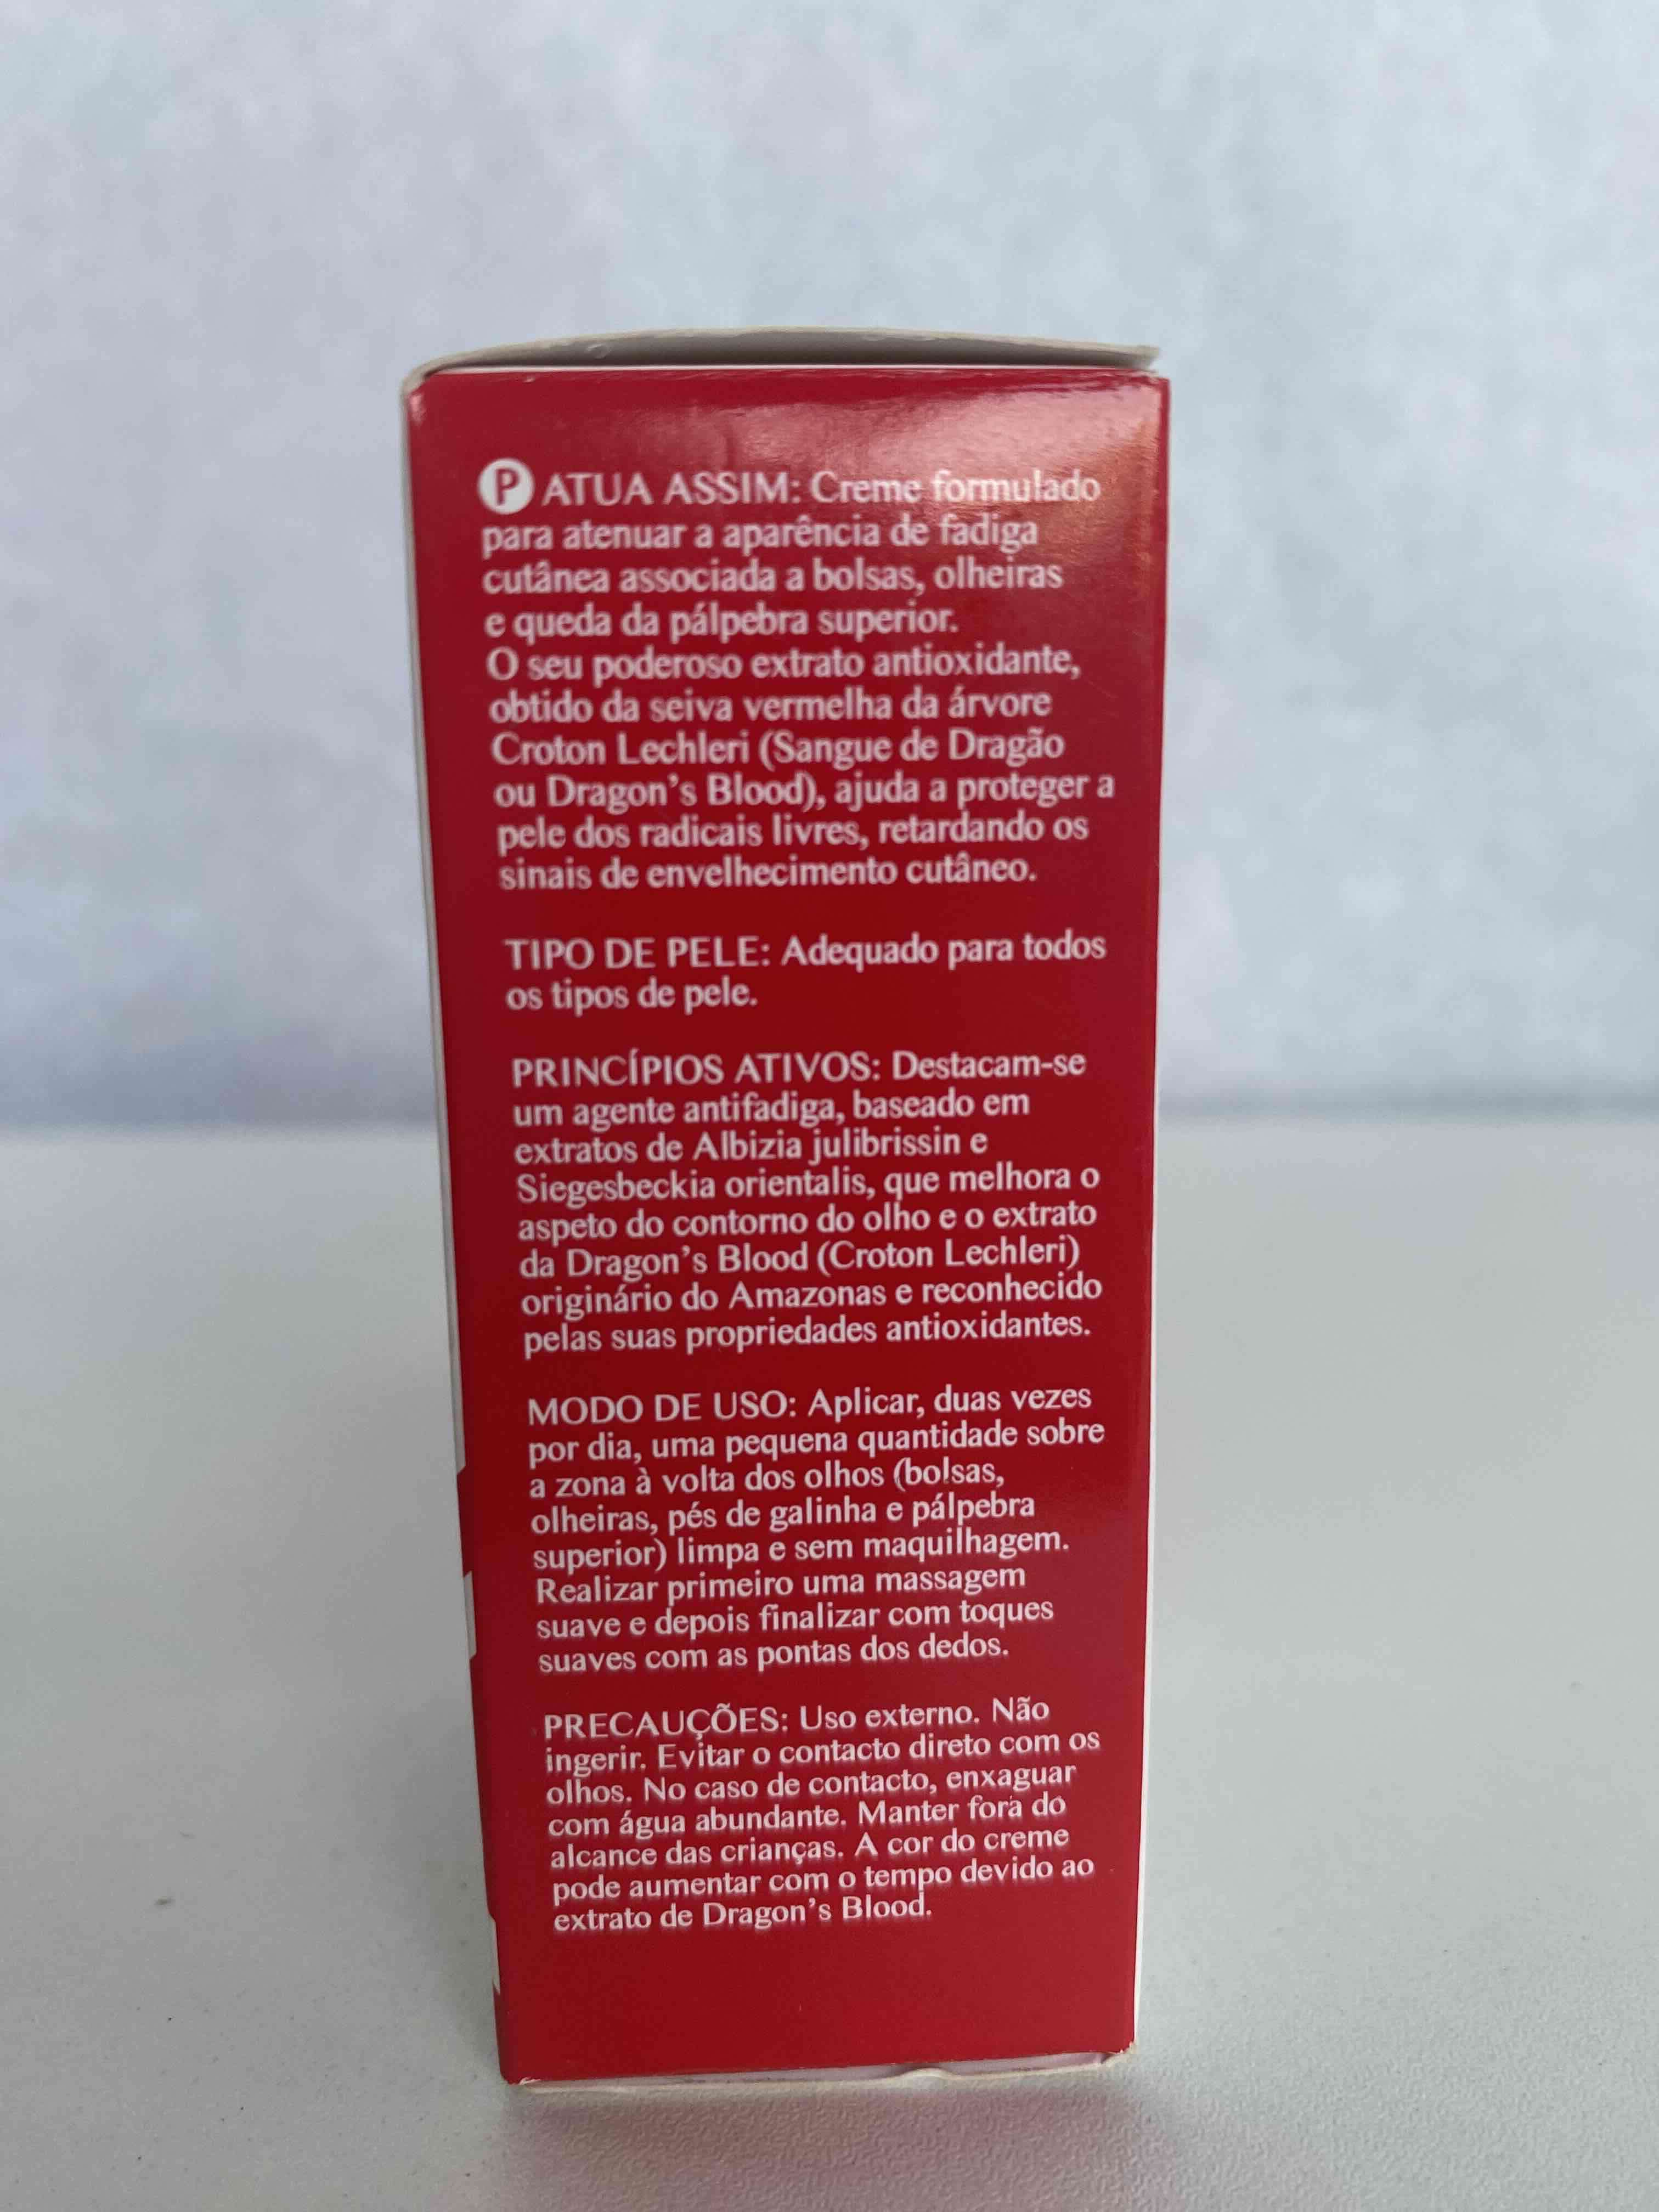 P ATUA ASSIM: Creme formulado
para atenuar a aparência de fadiga
cutânea associada a bolsas, olheiras
e queda da pálpebra superior.
O seu poderoso extrato antioxidante,
obtido da seiva vermelha da árvore
Croton Lechleri (Sangue de Dragão
ou Dragon's Blood), ajuda a proteger a
pele dos radicais livres, retardando os
sinais de envelhecimento cutâneo.
TIPO DE PELE: Adequado para todos
os tipos de pele.
PRINCÍPIOS ATIVOS: Destacam-se
um agente antifadiga, baseado em
extratos de Albizia julibrissin e
Siegesbeckia orientalis, que melhora o
aspeto do contorno do olho e o extrato
da Dragon's Blood (Croton Lechleri)
originário do Amazonas e reconhecido
pelas suas propriedades antioxidantes.
MODO DE USO: Aplicar, duas vezes
por dia, uma pequena quantidade sobre
a zona à volta dos olhos (bolsas,
olheiras, pés de galinha e pálpebra
superior) limpa e sem maquilhagem.
Realizar primeiro uma massagem
suave e depois finalizar com toques
suaves com as pontas dos dedos.
PRECAUÇÕES: Uso externo. Não
ingerir. Evitar o contacto direto com os
olhos. No caso de contacto, enxaguar
com água abundante. Manter fora do
alcance das crianças. A cor do creme
pode aumentar com o tempo devido ao
extrato de Dragon's Blood.